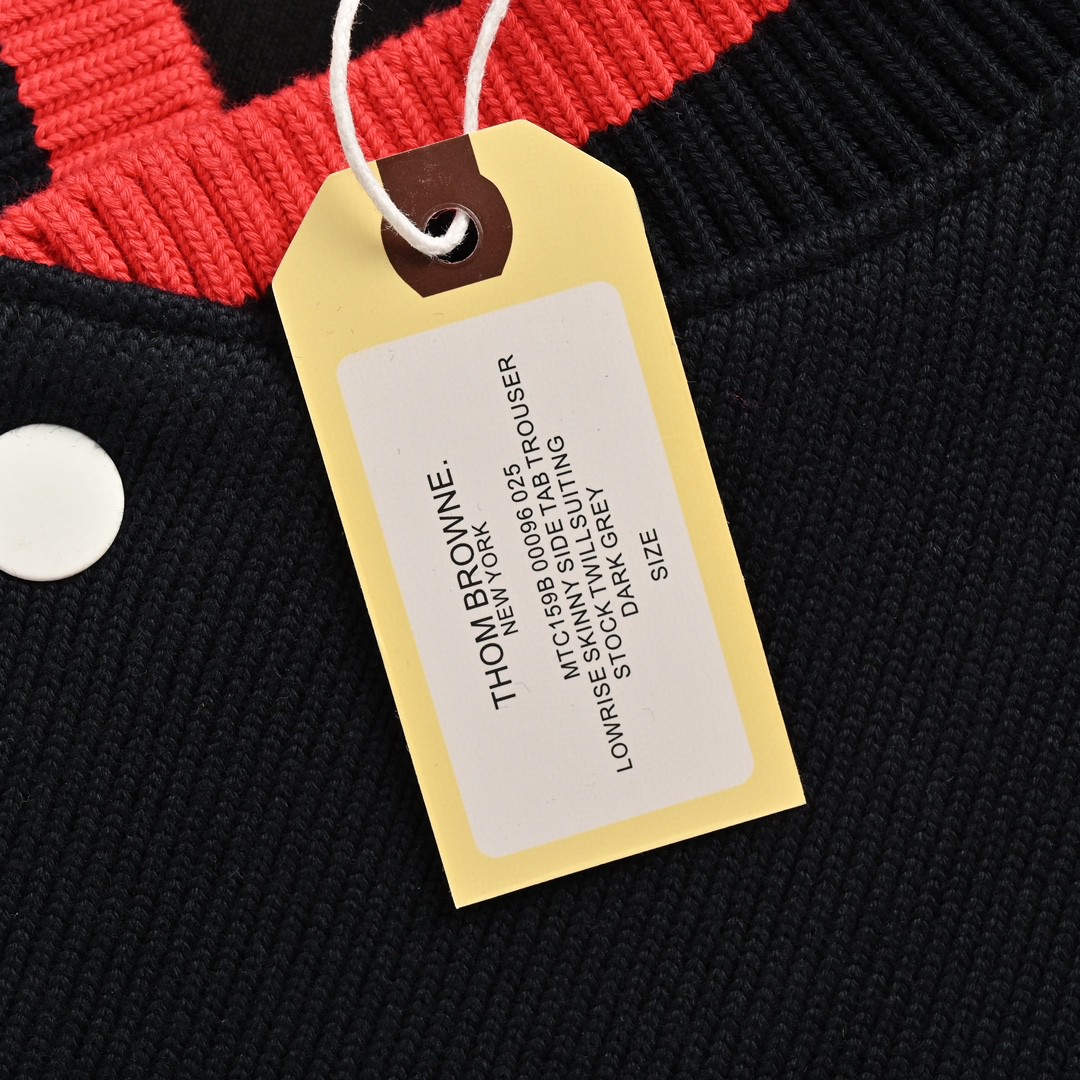 THOM BROWNE.
NEW YORK
MTC159B 00096 025
LOWRISE SKINNY SIDE TAB TROUSER
STOCK TWILLSUITING
DARK GREY
SIZE